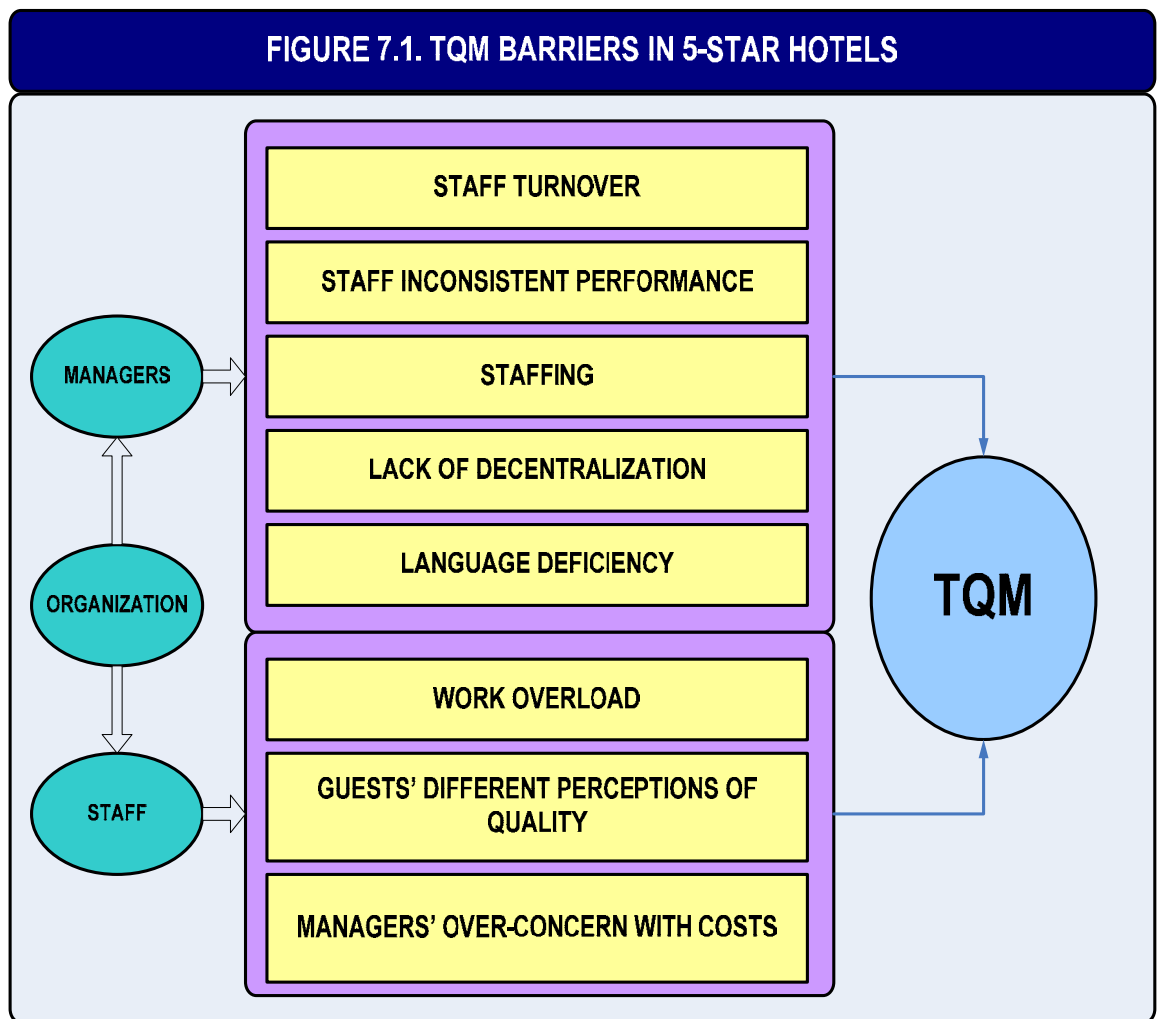 FIGURE 7.1. TQM BARRIERS IN 5-STAR HOTELS
STAFF TURNOVER
STAFF INCONSISTENT PERFORMANCE
MANAGERS
STAFFING
LACK OF DECENTRALIZATION
LANGUAGE DEFICIENCY
ORGANIZATION
TQM
WORK OVERLOAD
GUESTS’ DIFFERENT PERCEPTIONS OF
QUALITY
STAFF
MANAGERS’ OVER-CONCERN WITH COSTS